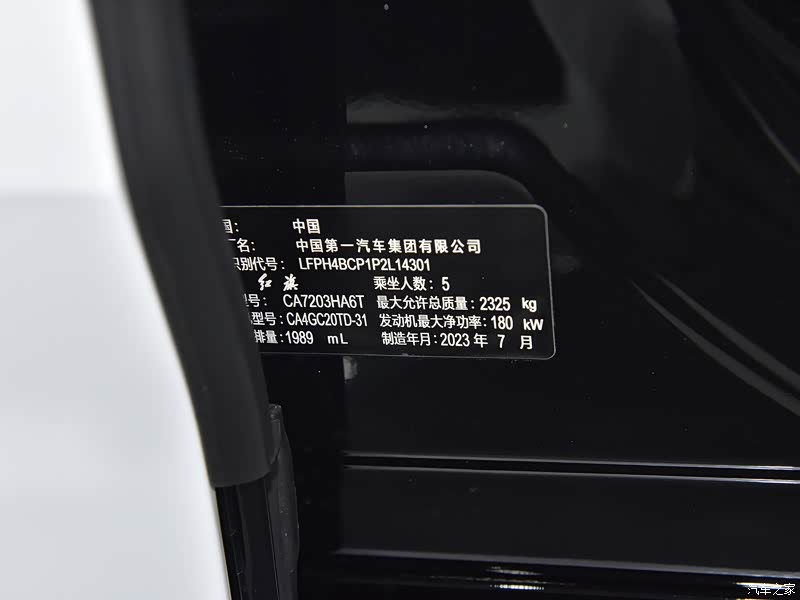 国： 中国
厂名： 中国第一汽车集团有限公司
识别代号： LFPH4BCP1P2L14301
红旗 乘坐人数：5
型号： CA7203HA6T 最大允许总质量：2325 kg
型号：CA4GC20TD-31 发动机最大净功率：180 kW
排量：1989 mL 制造年月：2023 年 7 月
汽车之家